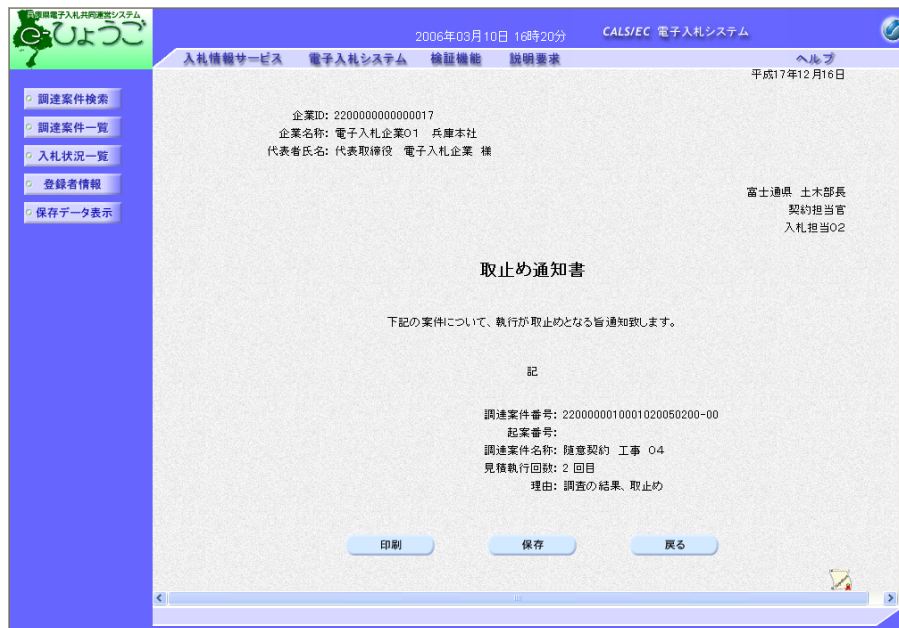 兵庫県電子入札共同運営システム
e-ひょうご
2006年03月10日 16時20分
CALS/EC 電子入札システム
入札情報サービス 電子入札システム 検証機能 説明要求 ヘルプ
調達案件検索
調達案件一覧
入札状況一覧
登録者情報
保存データ表示
平成17年12月16日
企業ID: 2200000000000017
企業名称: 電子入札企業01 兵庫本社
代表者氏名: 代表取締役 電子入札企業 様
富士通県 土木部長
契約担当官
入札担当02
取止め通知書
下記の案件について、執行が取止めとなる旨通知致します。
記
調達案件番号: 2200000010001020050200-00
起案番号:
調達案件名称: 随意契約 工事 04
見積執行回数: 2 回目
理由: 調査の結果、取止め
印刷
保存
戻る